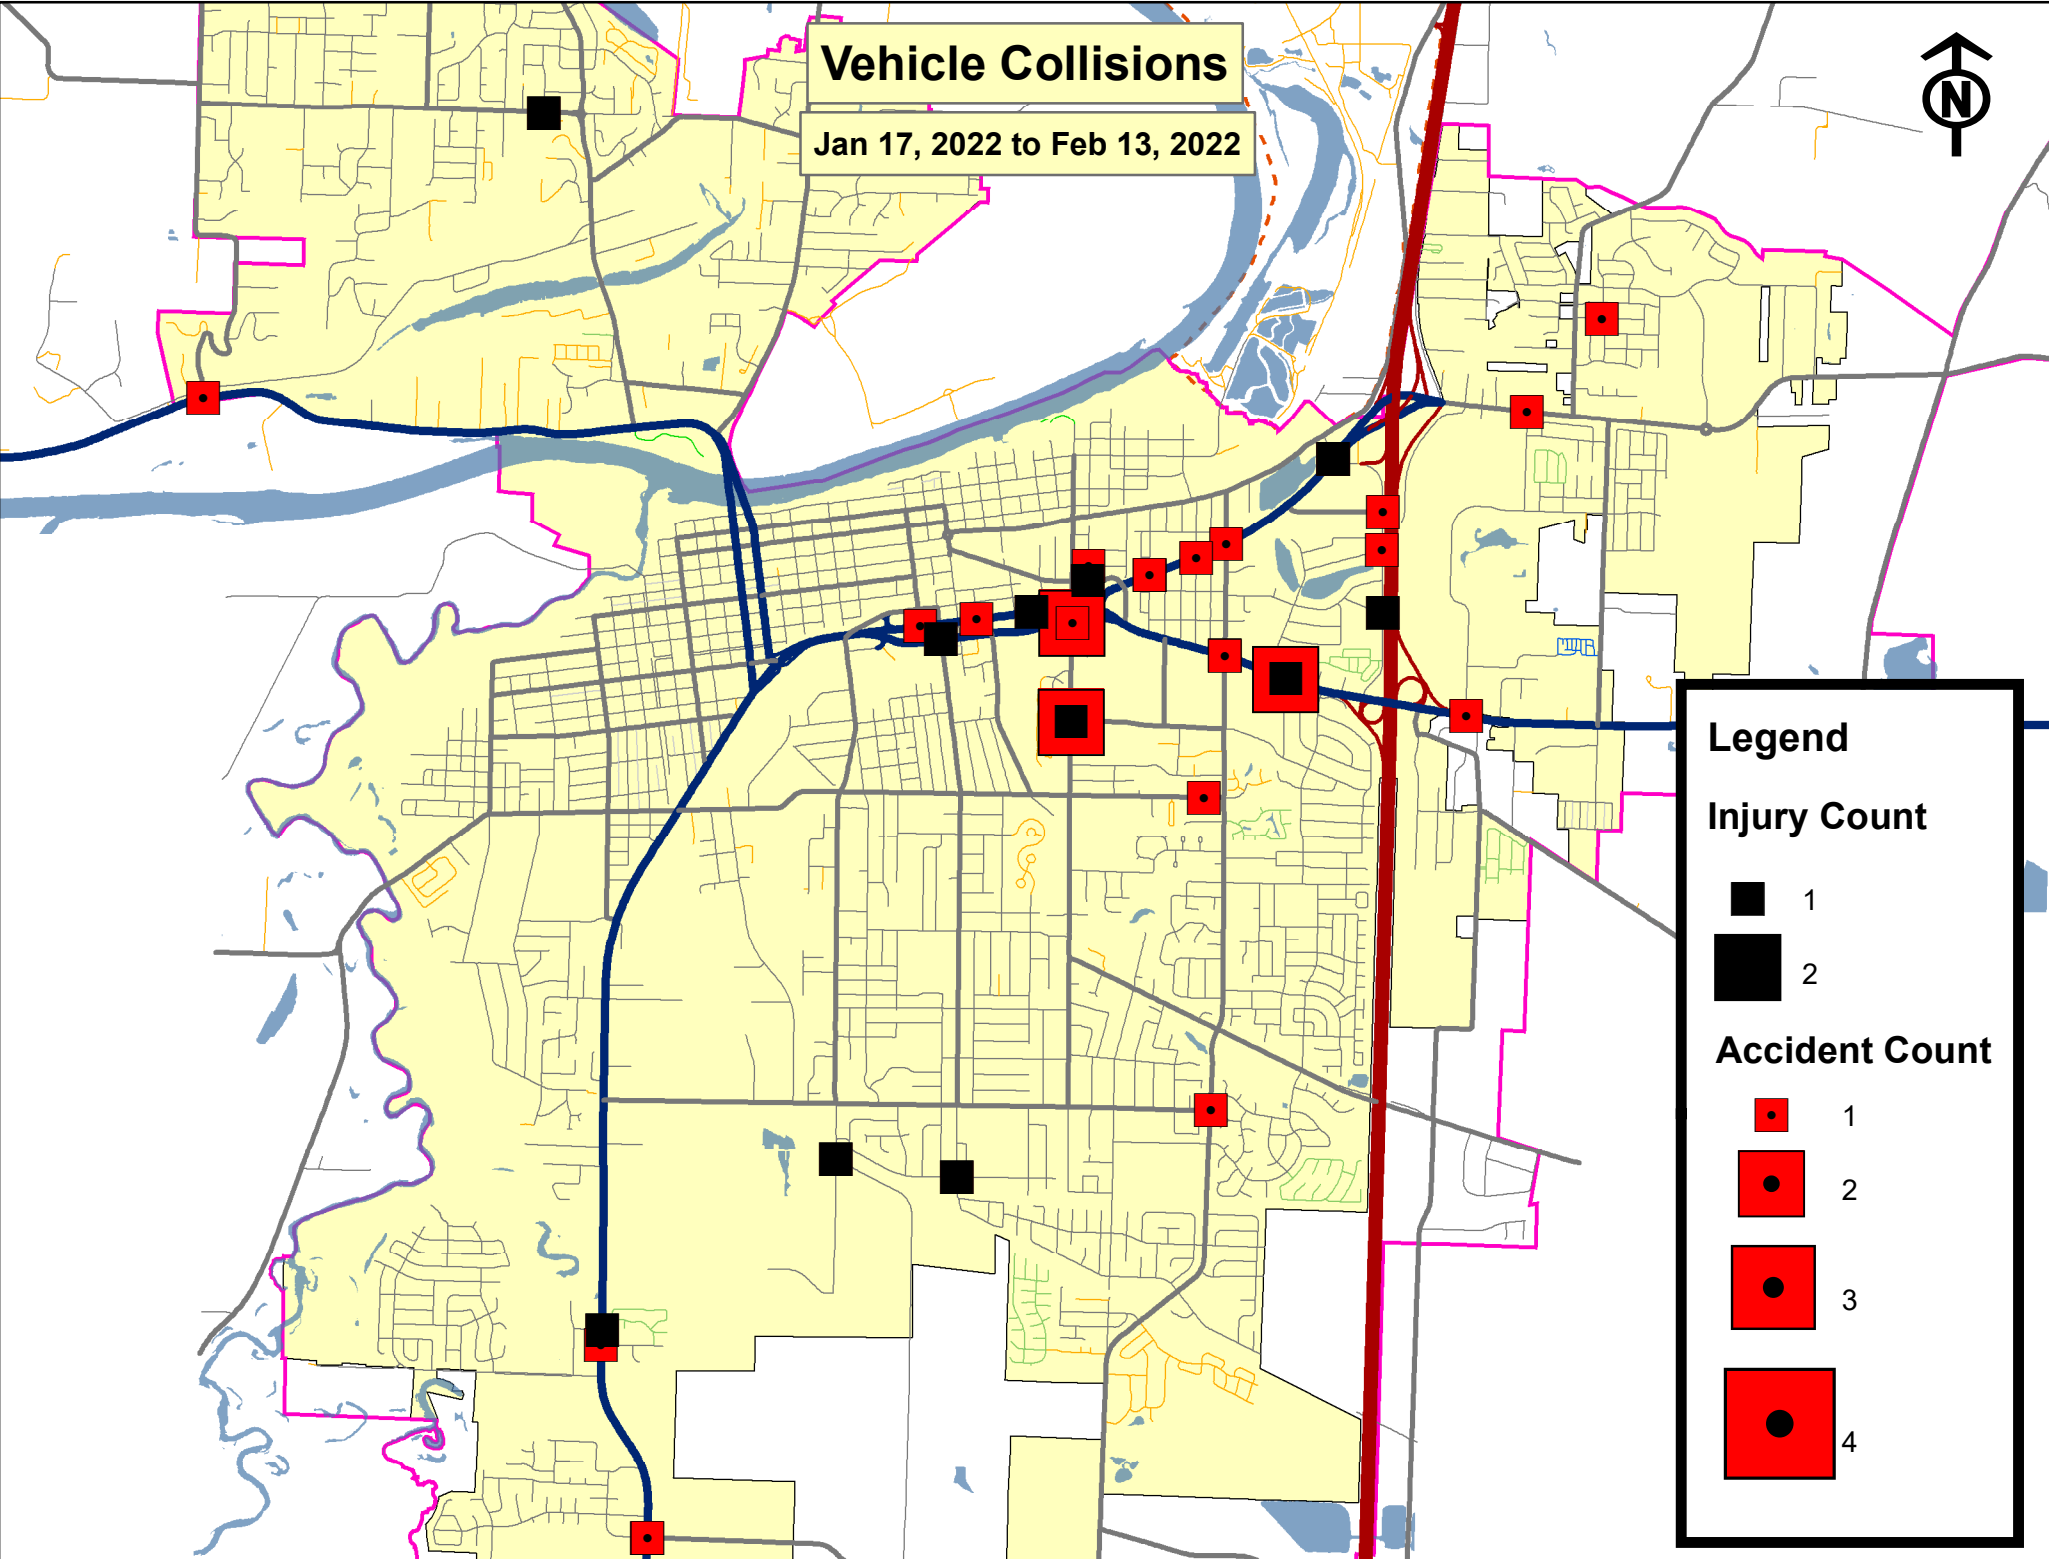 Vehicle Collisions
Jan 17, 2022 to Feb 13, 2022
N
Legend
Injury Count
1
2
Accident Count
1
2
3
4